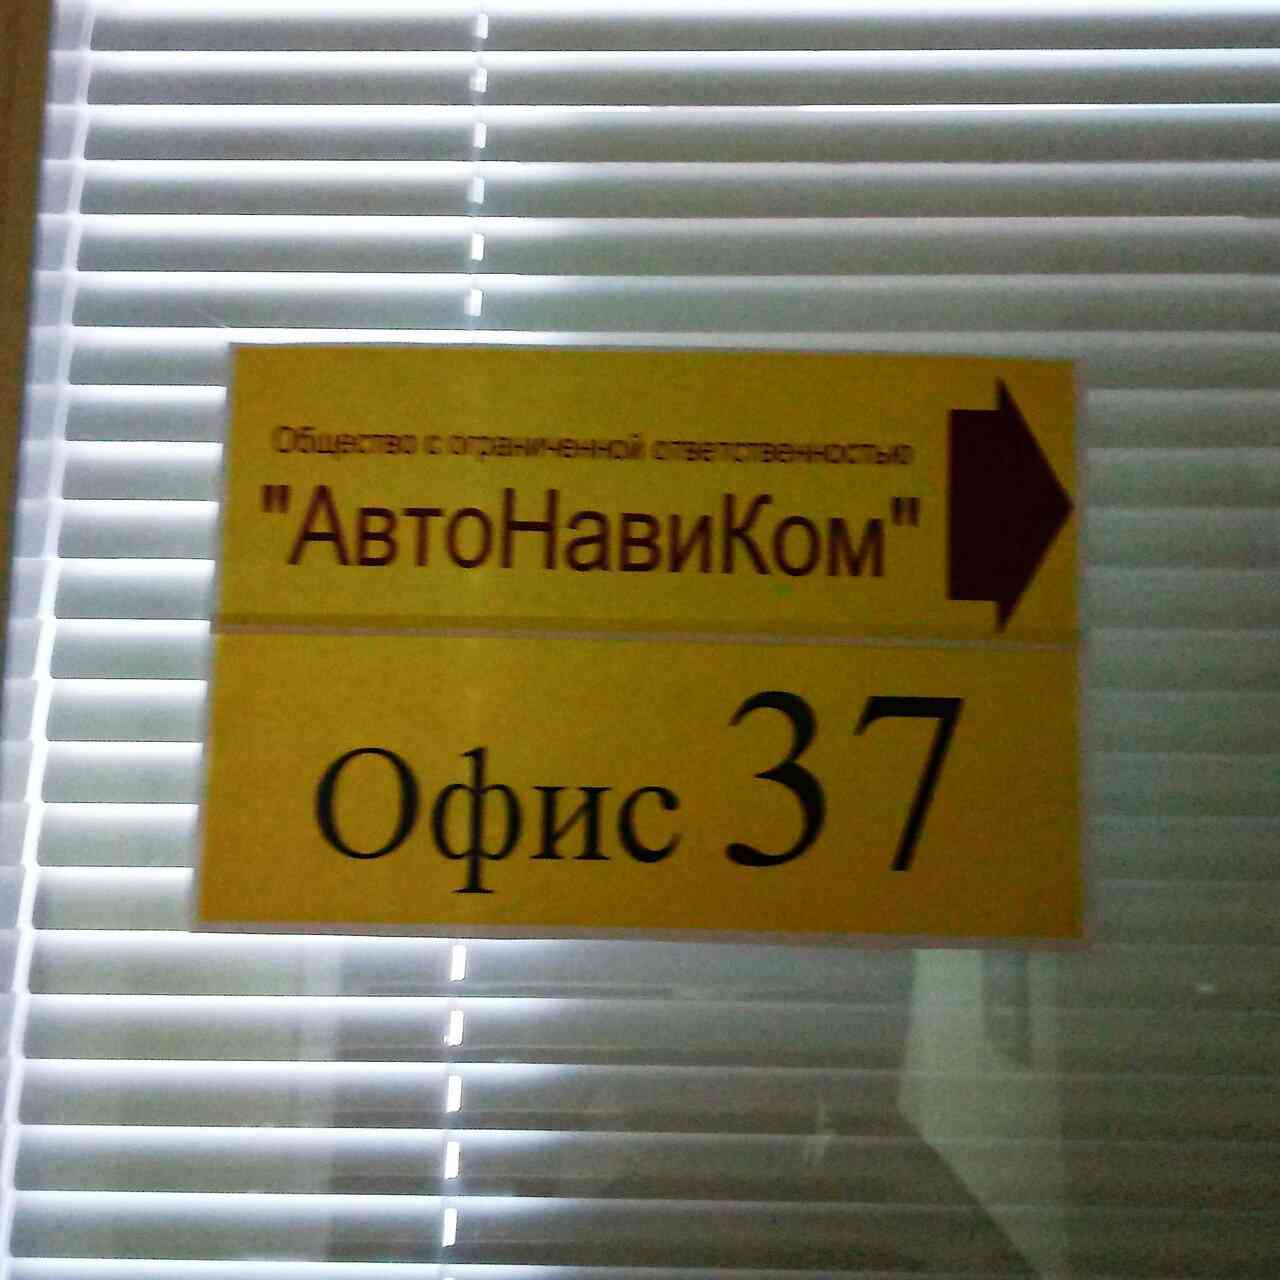 Общество с ограниченной ответственностью
"АвтоНавиКом"
Офис 37